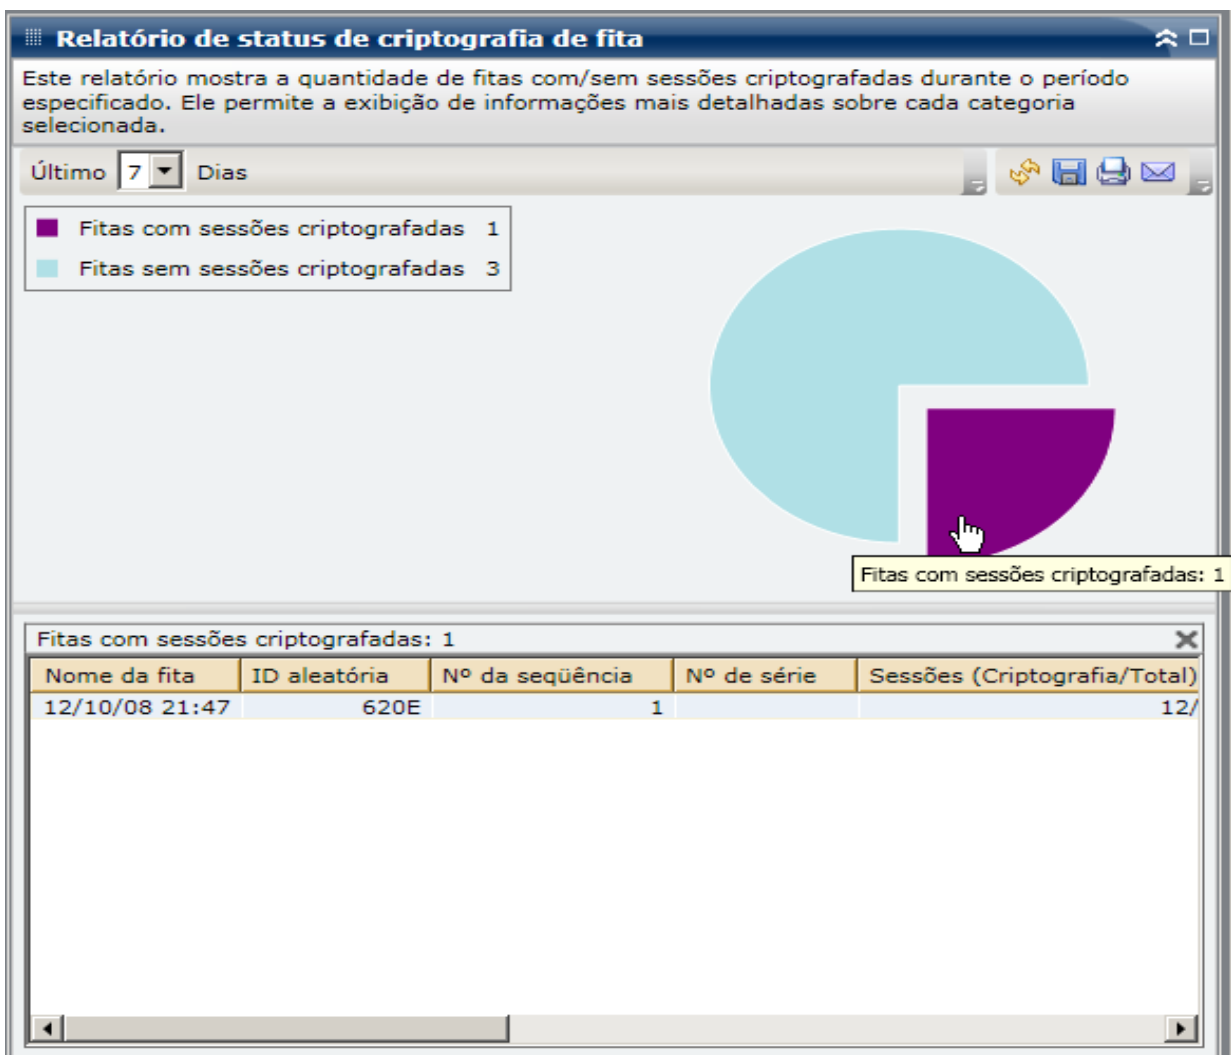 Relatório de status de criptografia de fita
Este relatório mostra a quantidade de fitas com/sem sessões criptografadas durante o período
especificado. Ele permite a exibição de informações mais detalhadas sobre cada categoria
selecionada.
Último 7 Dias
Fitas com sessões criptografadas 1
Fitas sem sessões criptografadas 3
Fitas com sessões criptografadas: 1
Fitas com sessões criptografadas: 1
Nome da fita ID aleatória Nº da seqüência Nº de série Sessões (Criptografia/Total)
12/10/08 21:47 620E 1 12/